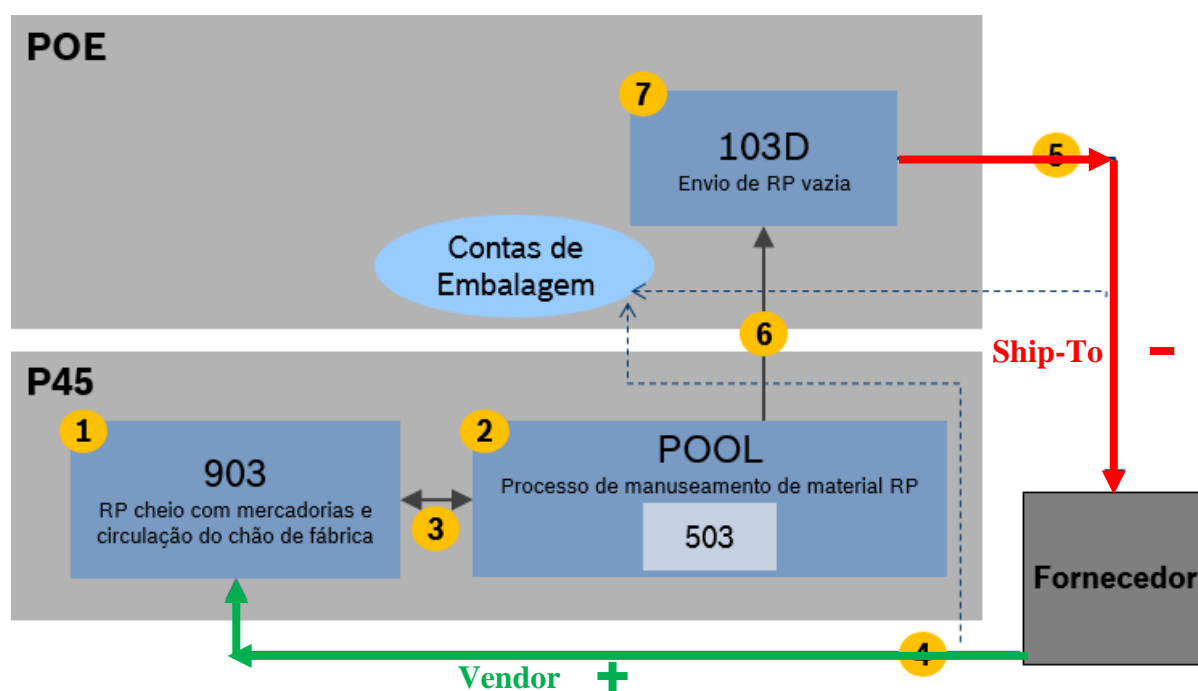 POE
7
103D
Envio de RP vazia
5
Contas de
Embalagem
6
Ship-To -
P45
1
903
RP cheio com mercadorias e
circulação do chão de fábrica
3
2
POOL
Processo de manuseamento de material RP
503
Fornecedor
4
Vendor +